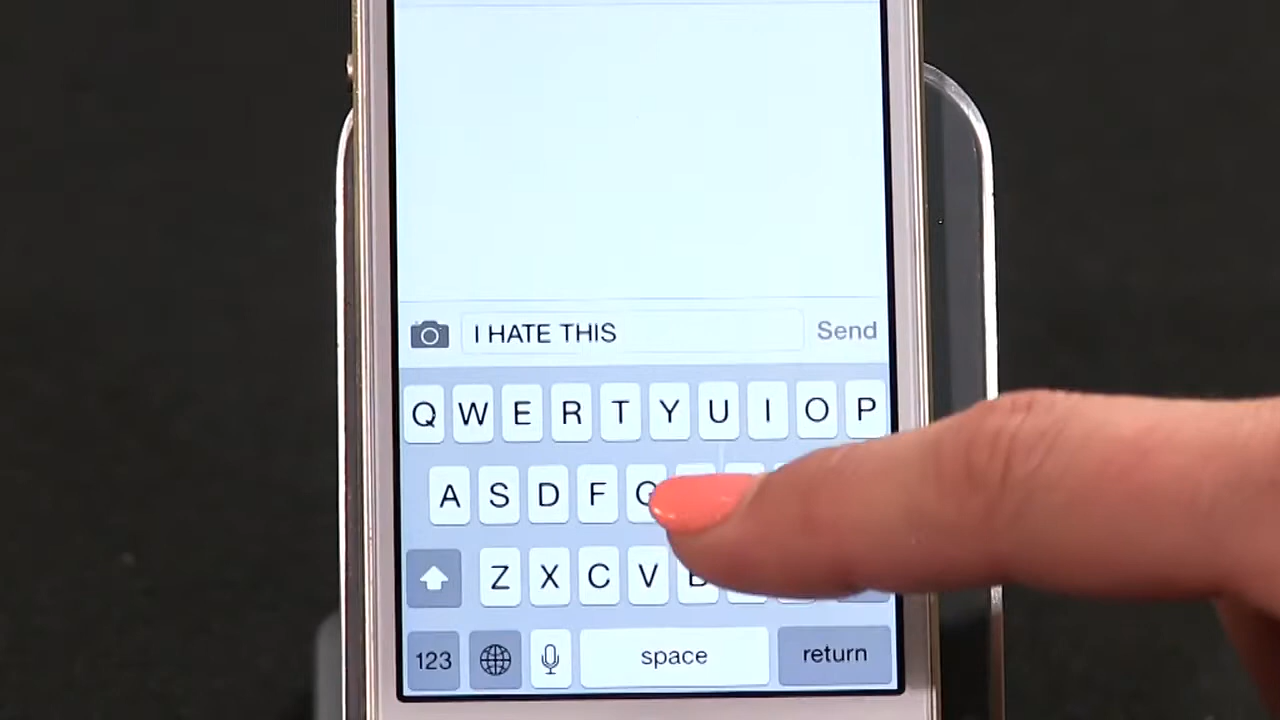 I HATE THIS
Send
Q W E R T Y U I O P
A S D F G
Z X C V B
123 space return